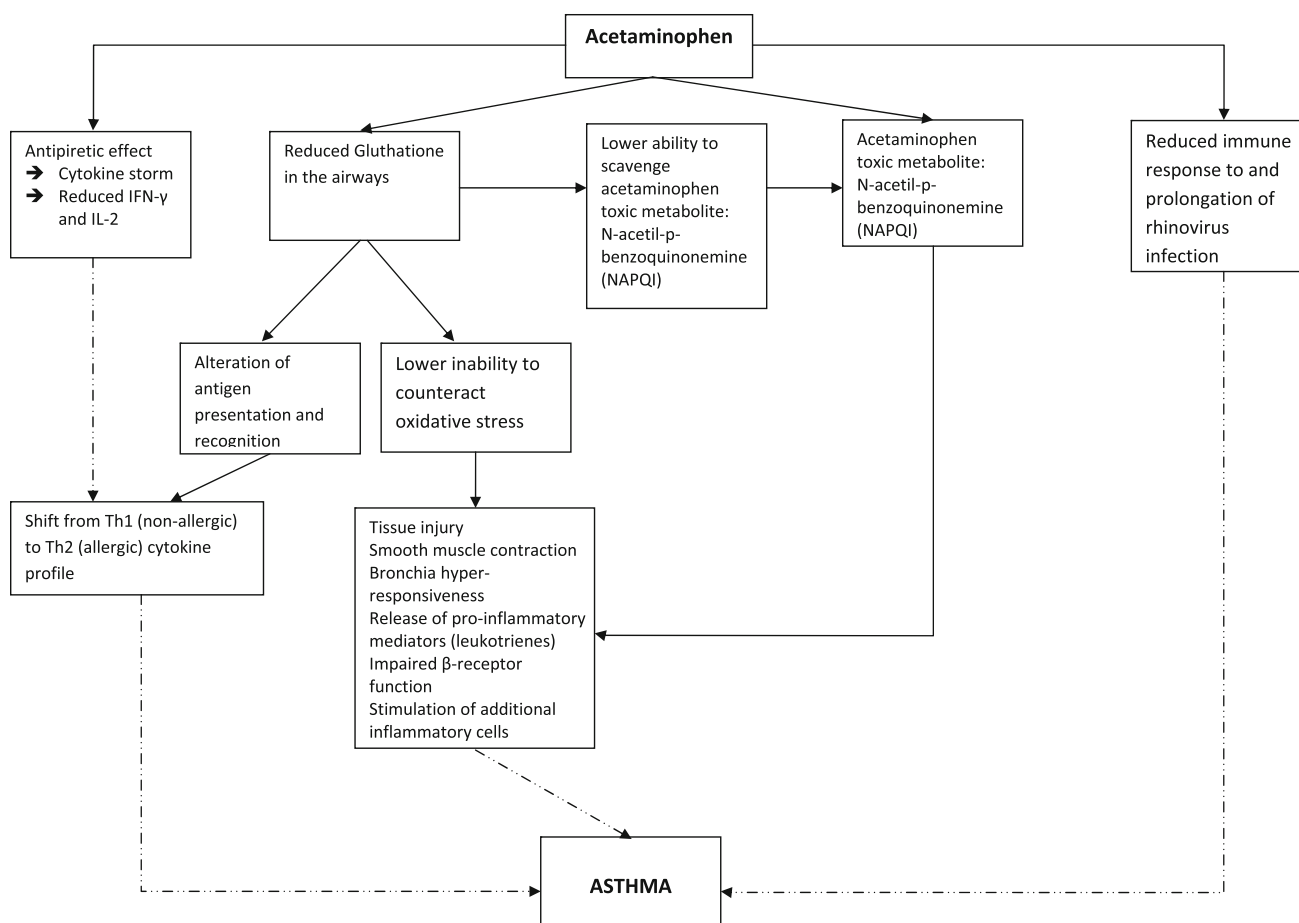 Acetaminophen
Antipiretic effect
➔ Cytokine storm
➔ Reduced IFN-γ
and IL-2
Reduced Gluthatione
in the airways
Lower ability to
scavenge
acetaminophen
toxic metabolite:
N-acetil-p-
benzoquinonemine
(NAPQI)
Acetaminophen
toxic metabolite:
N-acetil-p-
benzoquinonemine
(NAPQI)
Reduced immune
response to and
prolongation of
rhinovirus
infection
Alteration of
antigen
presentation and
recognition
Lower inability to
counteract
oxidative stress
Shift from Th1 (non-allergic)
to Th2 (allergic) cytokine
profile
Tissue injury
Smooth muscle contraction
Bronchia hyper-
responsiveness
Release of pro-inflammatory
mediators (leukotrienes)
Impaired β-receptor
function
Stimulation of additional
inflammatory cells
ASTHMA